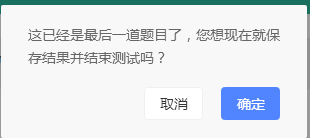 这已经是最后一道题目了，您想现在就保
存结果并结束测试吗？
取消
确定